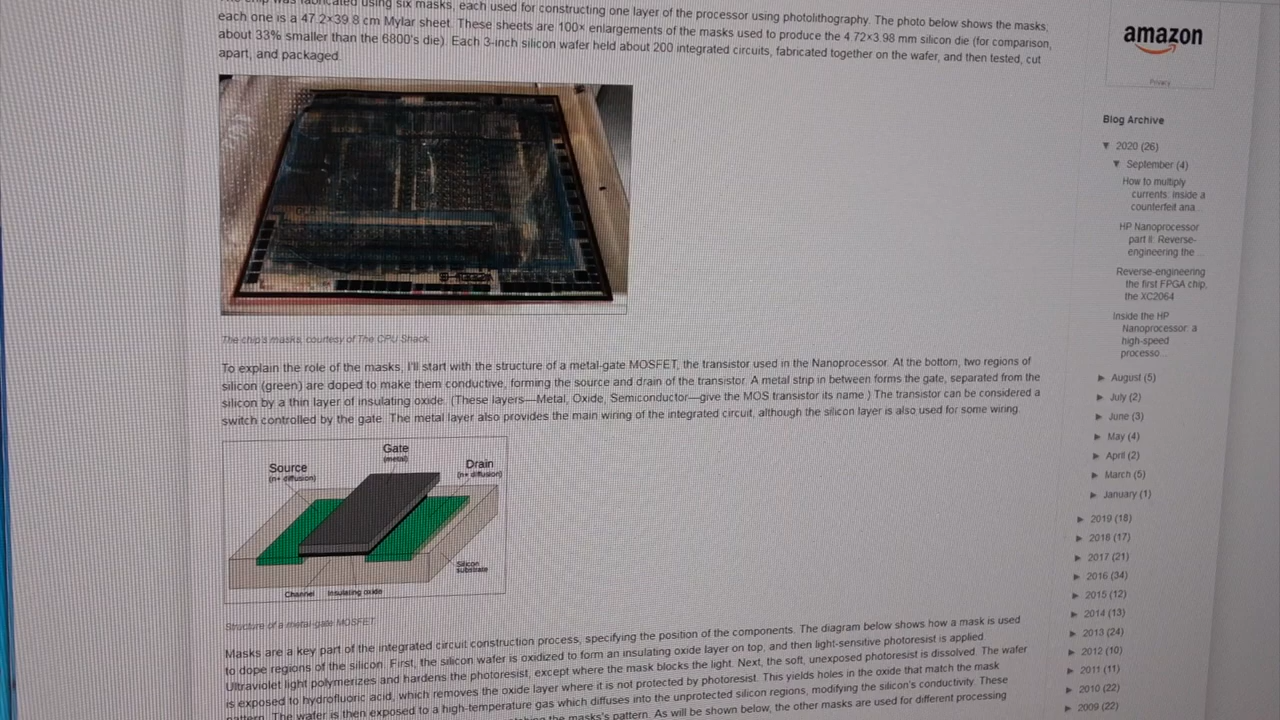 using six masks, each used for constructing one layer of the processor using photolithography. The photo below shows the masks;
each one is a 47.2×39.8 cm Mylar sheet. These sheets are 100x enlargements of the masks used to produce the 4.72×3.98 mm silicon die (for comparison,
about 33% smaller than the 6800's die). Each 3-inch silicon wafer held about 200 integrated circuits, fabricated together on the wafer, and then tested, cut
apart, and packaged.
The chip's masks, courtesy of The CPU Shack.
To explain the role of the masks, I'll start with the structure of a metal-gate MOSFET, the transistor used in the Nanoprocessor. At the bottom, two regions of
silicon (green) are doped to make them conductive, forming the source and drain of the transistor. A metal strip in between forms the gate, separated from the
silicon by a thin layer of insulating oxide. (These layers—Metal, Oxide, Semiconductor—give the MOS transistor its name.) The transistor can be considered a
switch controlled by the gate. The metal layer also provides the main wiring of the integrated circuit, although the silicon layer is also used for some wiring.
Gate
(metal)
Source
(n+ diffusion)
Drain
(n+ diffusion)
Silicon
substrate
Channel
Insulating oxide
Structure of a metal-gate MOSFET
Masks are a key part of the integrated circuit construction process, specifying the position of the components. The diagram below shows how a mask is used
to dope regions of the silicon. First, the silicon wafer is oxidized to form an insulating oxide layer on top, and then light-sensitive photoresist is applied.
Ultraviolet light polymerizes and hardens the photoresist, except where the mask blocks the light. Next, the soft, unexposed photoresist is dissolved. The wafer
is exposed to hydrofluoric acid, which removes the oxide layer where it is not protected by photoresist. This yields holes in the oxide that match the mask
pattern. The wafer is then exposed to a high-temperature gas which diffuses into the unprotected silicon regions, modifying the silicon's conductivity. These
the masks's pattern. As will be shown below, the other masks are used for different processing
amazon
Privacy
Blog Archive
▼ 2020 (26)
▼ September (4)
How to multiply
currents: Inside a
counterfeit ana...
HP Nanoprocessor
part II: Reverse-
engineering the ...
Reverse-engineering
the first FPGA chip,
the XC2064
Inside the HP
Nanoprocessor: a
high-speed
processo...
► August (5)
► July (2)
► June (3)
► May (4)
► April (2)
► March (5)
► January (1)
► 2019 (18)
► 2018 (17)
► 2017 (21)
► 2016 (34)
► 2015 (12)
► 2014 (13)
► 2013 (24)
► 2012 (10)
► 2011 (11)
► 2010 (22)
► 2009 (22)